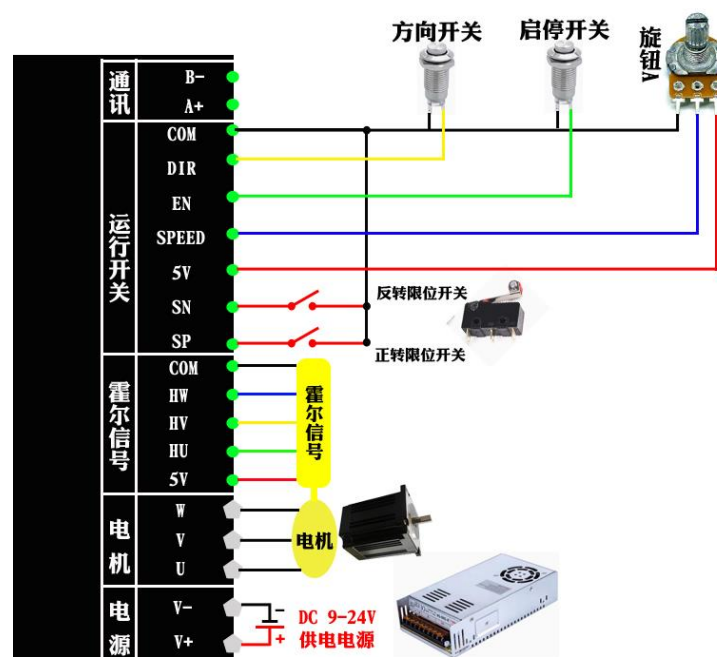 方向开关
启停开关
旋钮A
通讯
B-
A+
运行开关
COM
DIR
EN
SPEED
5V
SN
SP
反转限位开关
正转限位开关
霍尔信号
COM
HW
HV
HU
5V
霍尔信号
电机
W
V
U
电机
电源
V-
V+
-
+
DC 9-24V
供电电源